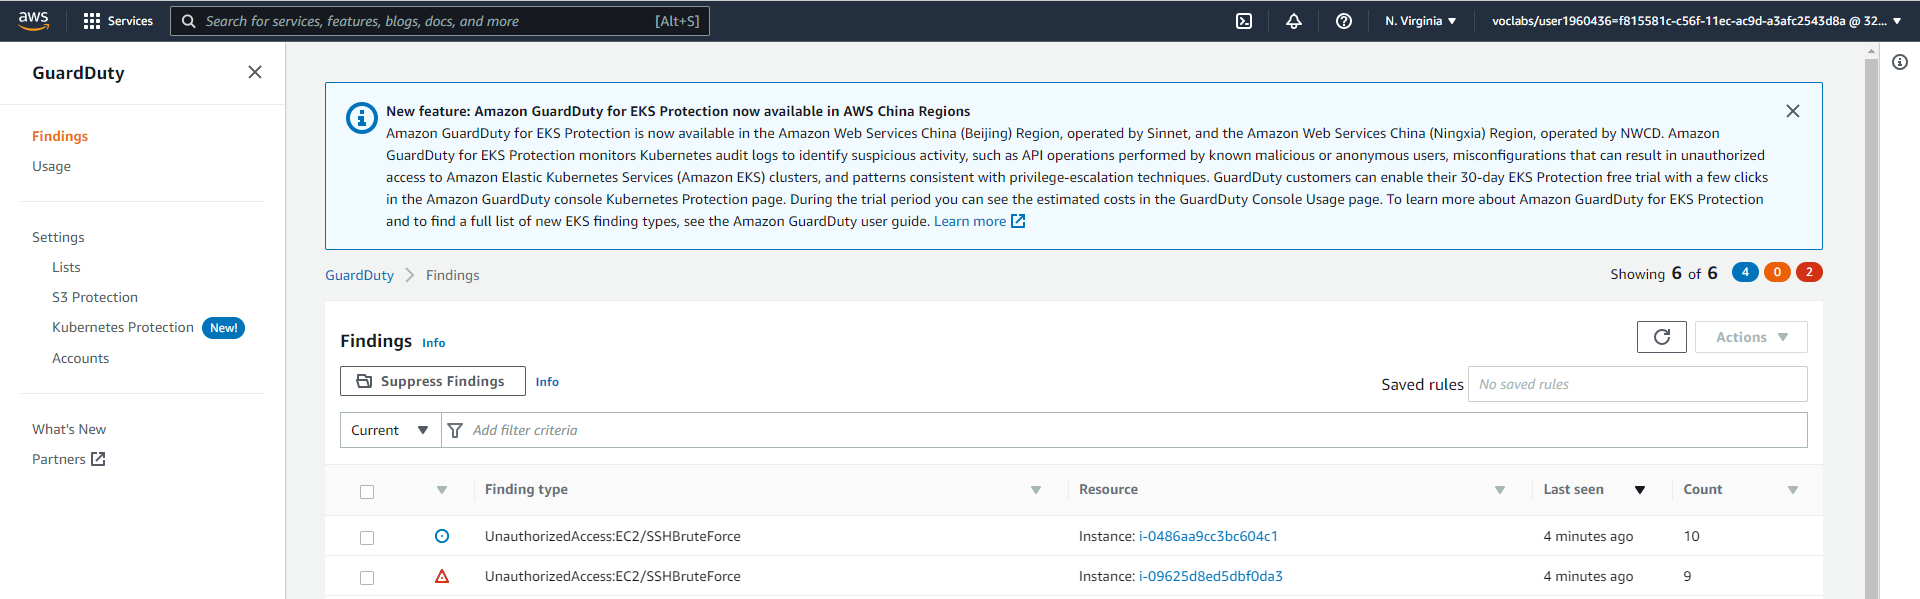 aws
Services
Search for services, features, blogs, docs, and more
[Alt+S]
N. Virginia
voclabs/user1960436=f815581c-c56f-11ec-ac9d-a3afc2543d8a @ 32...
GuardDuty
Findings
Usage
Settings
Lists
S3 Protection
Kubernetes Protection New!
Accounts
What's New
Partners
New feature: Amazon GuardDuty for EKS Protection now available in AWS China Regions
Amazon GuardDuty for EKS Protection is now available in the Amazon Web Services China (Beijing) Region, operated by Sinnet, and the Amazon Web Services China (Ningxia) Region, operated by NWCD. Amazon
GuardDuty for EKS Protection monitors Kubernetes audit logs to identify suspicious activity, such as API operations performed by known malicious or anonymous users, misconfigurations that can result in unauthorized
access to Amazon Elastic Kubernetes Services (Amazon EKS) clusters, and patterns consistent with privilege-escalation techniques. GuardDuty customers can enable their 30-day EKS Protection free trial with a few clicks
in the Amazon GuardDuty console Kubernetes Protection page. During the trial period you can see the estimated costs in the GuardDuty Console Usage page. To learn more about Amazon GuardDuty for EKS Protection
and to find a full list of new EKS finding types, see the Amazon GuardDuty user guide. Learn more
GuardDuty Findings
Showing 6 of 6 4 0 2
Findings Info
Actions
Suppress Findings Info
Saved rules No saved rules
Current Add filter criteria
Finding type Resource Last seen Count
UnauthorizedAccess:EC2/SSHBruteForce Instance: i-0486aa9cc3bc604c1 4 minutes ago 10
UnauthorizedAccess:EC2/SSHBruteForce Instance: i-09625d8ed5dbf0da3 4 minutes ago 9